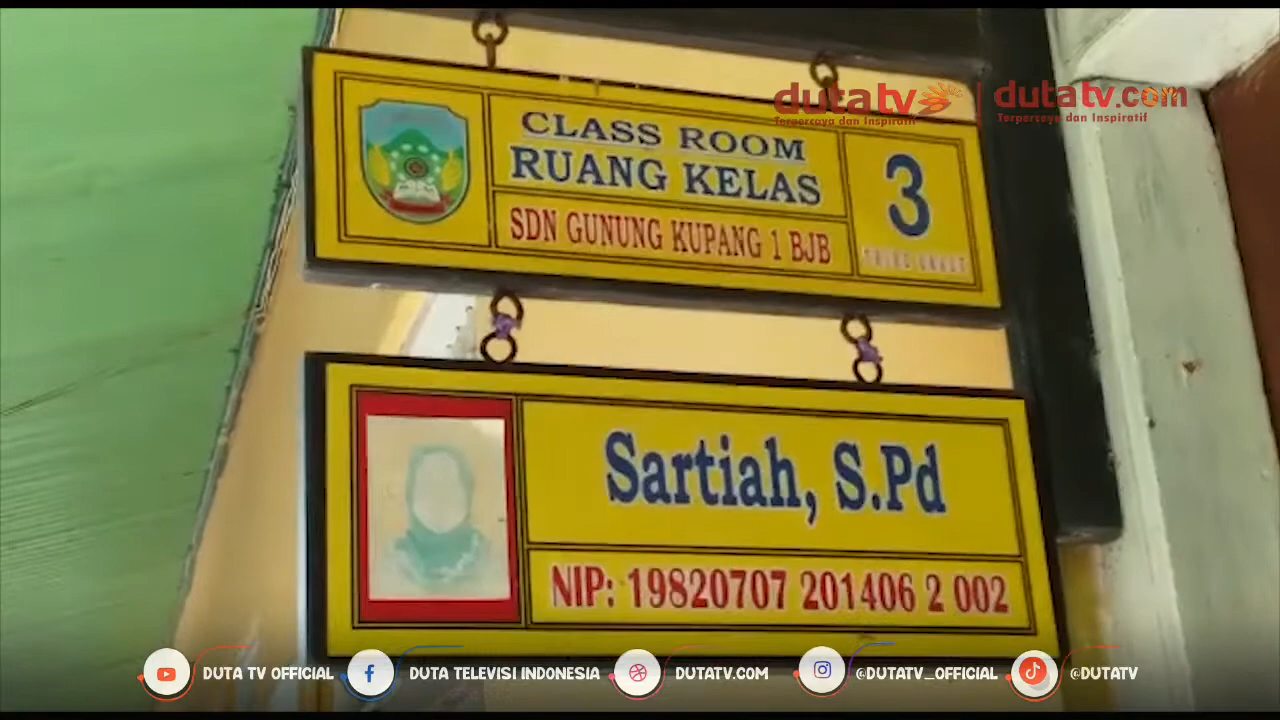 dutatv
Terpercaya dan Inspiratif
dutatv.com
Terpercaya dan Inspiratif
CLASS ROOM
RUANG KELAS
SDN GUNUNG KUPANG 1 BJB
3
Sartiah, S.Pd
NIP: 19820707 201406 2 002
DUTA TV OFFICIAL
DUTA TELEVISI INDONESIA
DUTATV.COM
@DUTATV_OFFICIAL
@DUTATV